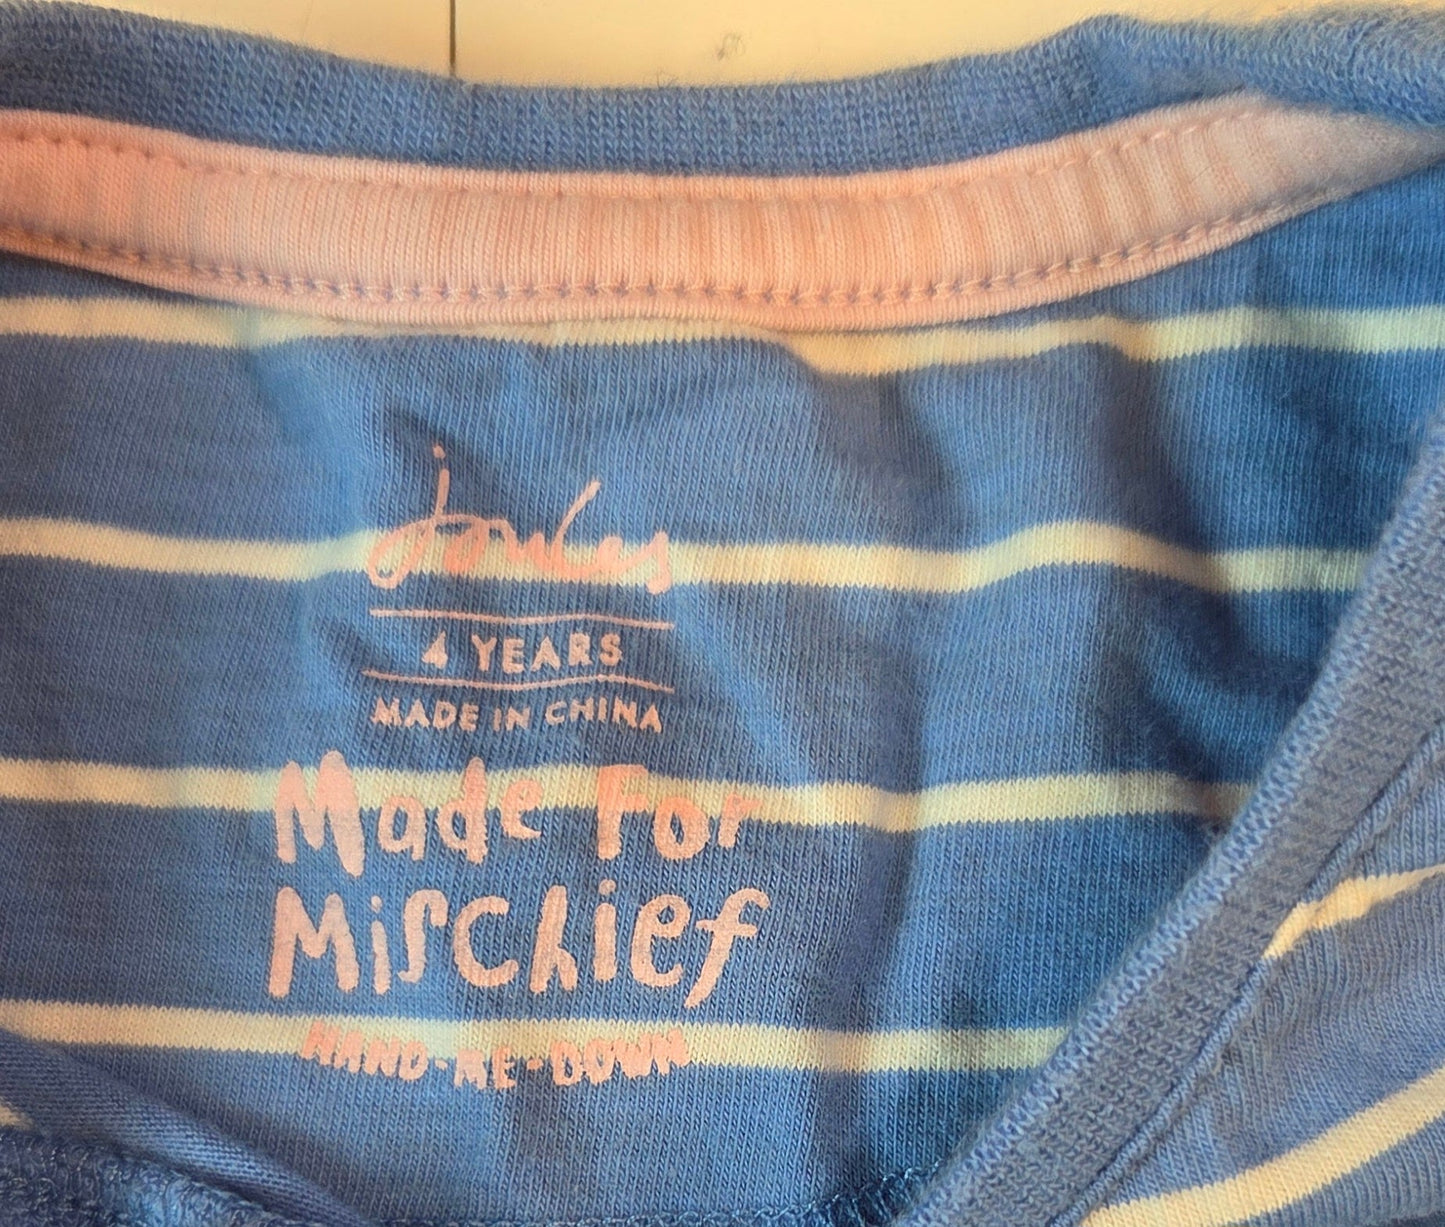 Joules
4 YEARS
MADE IN CHINA
Made For
Mischief
HAND-ME-DOWN